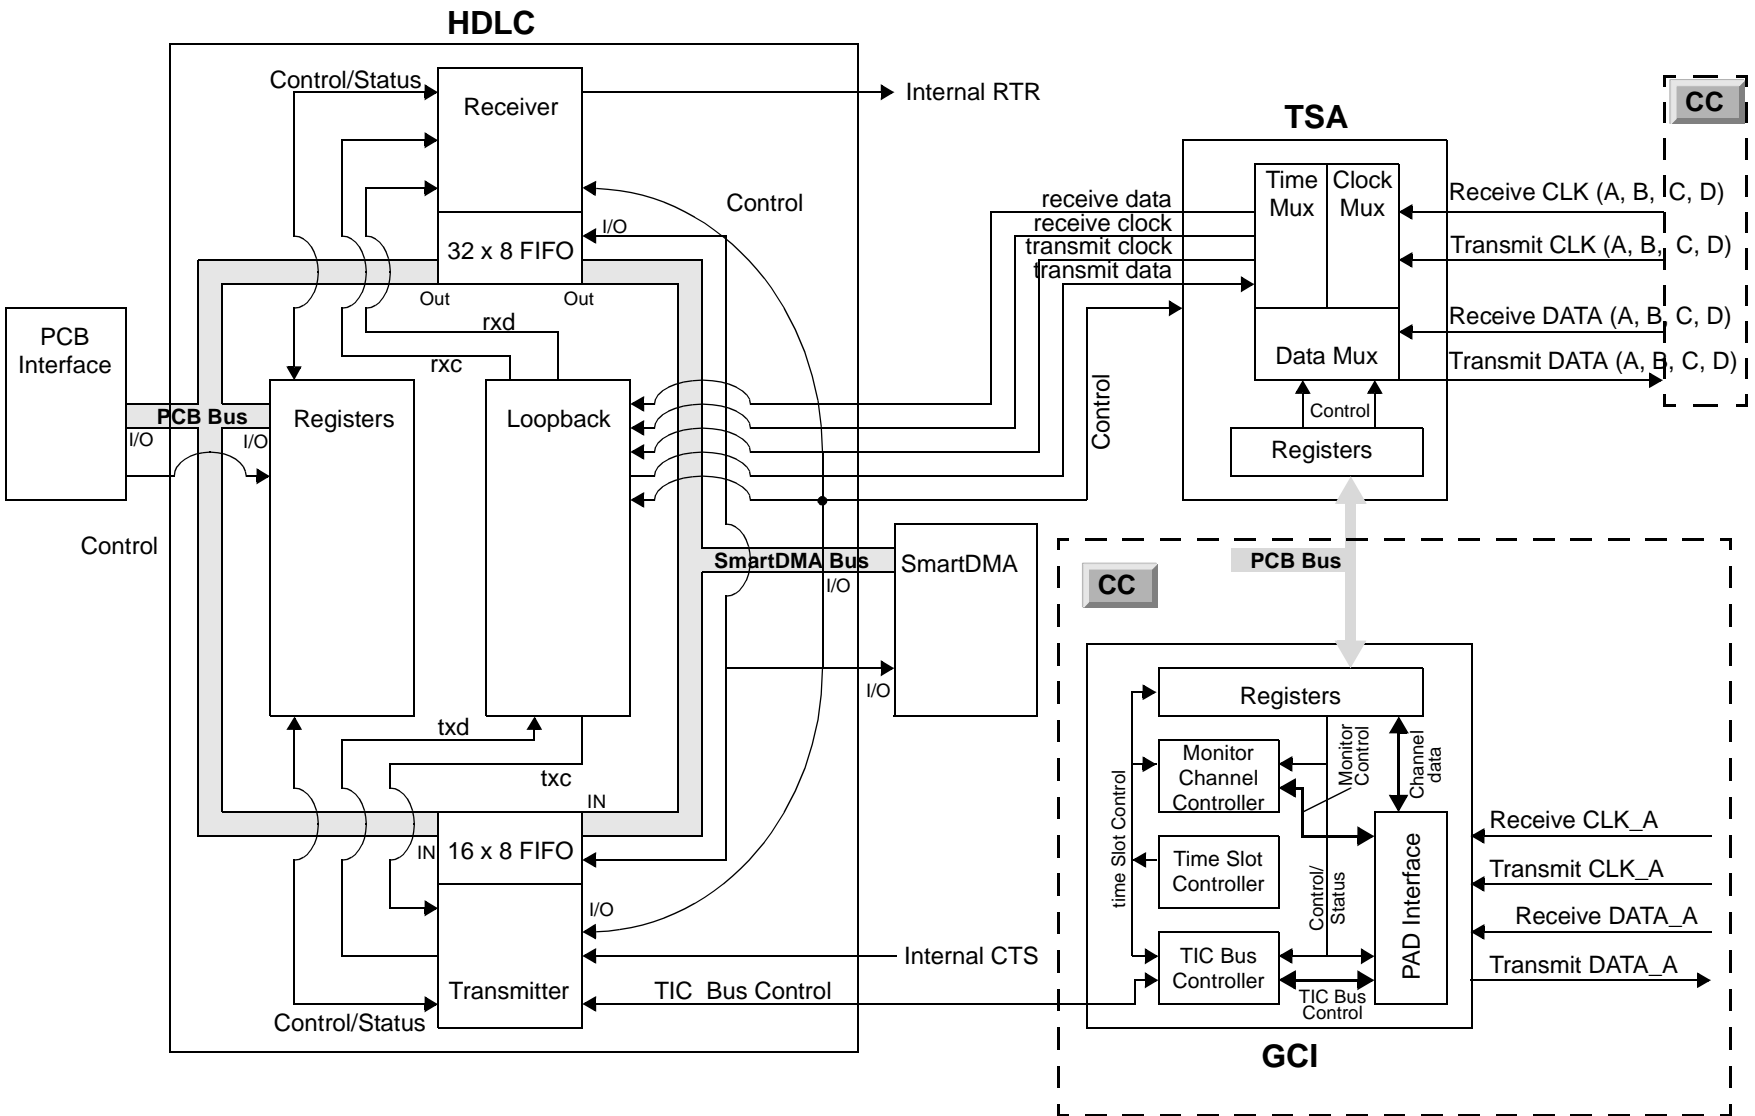 HDLC
Control/Status
Receiver
Internal RTR
CC
TSA
Time
Mux
Clock
Mux
Receive CLK (A, B, C, D)
Control
receive data
receive clock
transmit clock
transmit data
I/O
32 x 8 FIFO
Transmit CLK (A, B, C, D)
Out
Out
Receive DATA (A, B, C, D)
rxd
PCB
Interface
rxc
Data Mux
Transmit DATA (A, B, C, D)
PCB Bus
I/O
I/O
Registers
Loopback
Control
Control
Registers
Control
SmartDMA Bus
I/O
SmartDMA
PCB Bus
CC
I/O
Registers
txd
txc
Monitor
Control
Channel
data
Monitor
Channel
Controller
time Slot Control
IN
IN
16 x 8 FIFO
Time Slot
Controller
Control/
Status
PAD Interface
Receive CLK_A
Transmit CLK_A
Receive DATA_A
Transmit DATA_A
I/O
Internal CTS
TIC Bus
Controller
Transmitter
TIC Bus Control
TIC Bus
Control
Control/Status
GCI